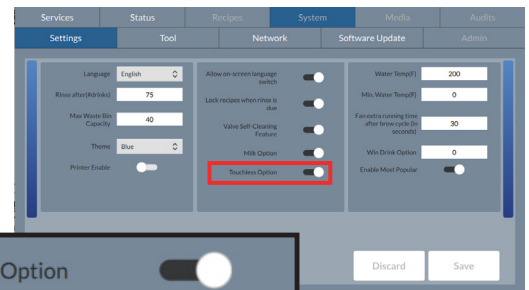 Services Status Recipes System Media Audits
Settings Tool Network Software Update Admin
Language English
Rinse after(#drinks) 75
Max Waste Bin
Capacity 40
Theme Blue
Printer Enable
Allow on-screen language
switch
Lock recipes when rinse is
due
Valve Self-Cleaning
Feature
Milk Option
Touchless Option
Water Temp(F) 200
Min. Water Temp(F) 0
Fan extra running time
after brew cycle (in
seconds) 30
Win Drink Option 0
Enable Most Popular
Option
Discard Save